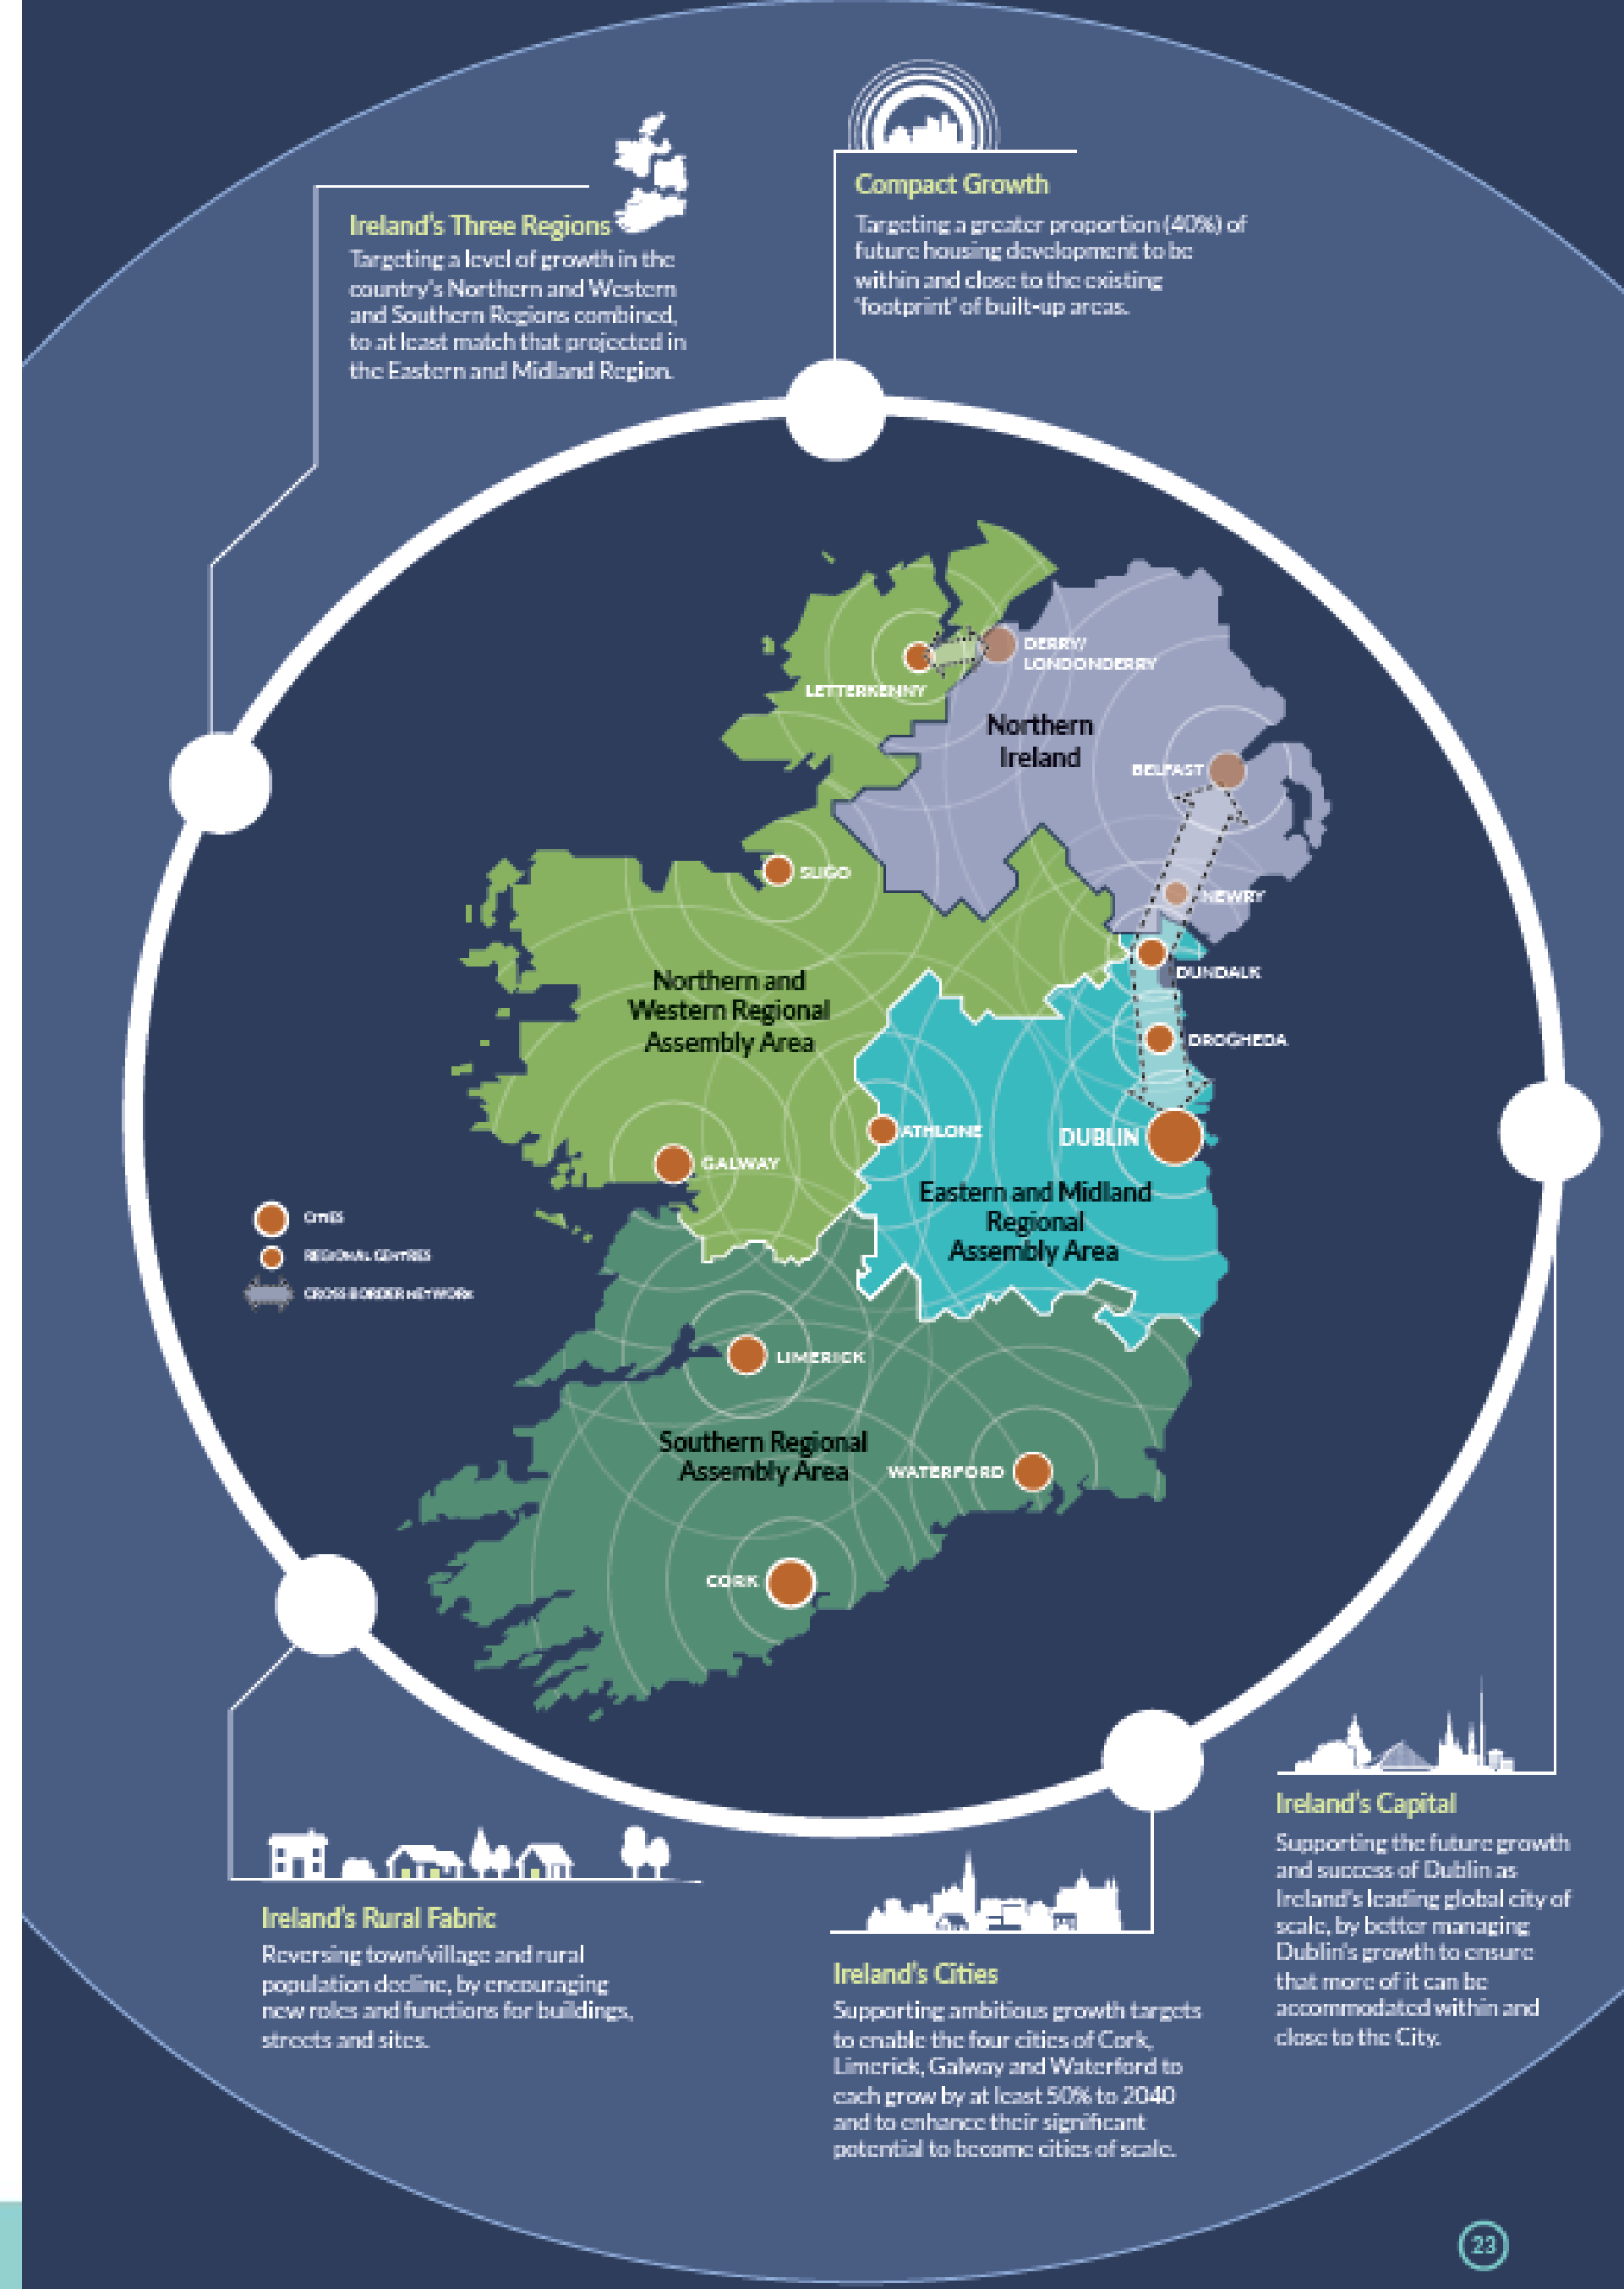 Ireland's Three Regions
Targeting a level of growth in the
country's Northern and Western
and Southern Regions combined,
to at least match that projected in
the Eastern and Midland Region.
Compact Growth
Targeting a greater proportion (40%) of
future housing development to be
within and close to the existing
'footprint' of built-up areas.
DERRY/
LONDONDERRY
LETTERKENNY
Northern
Ireland
BELFAST
SLIGO
NEWRY
DUNDALK
Northern and
Western Regional
Assembly Area
DROGHEDA
ATHLONE
DUBLIN
GALWAY
Eastern and Midland
Regional
Assembly Area
CITIES
REGIONAL CENTRES
CROSS BORDER NETWORK
LIMERICK
Southern Regional
Assembly Area
WATERFORD
CORK
Ireland's Capital
Supporting the future growth
and success of Dublin as
Ireland's leading global city of
scale, by better managing
Dublin's growth to ensure
that more of it can be
accommodated within and
close to the City.
Ireland's Rural Fabric
Reversing town/village and rural
population decline, by encouraging
new roles and functions for buildings,
streets and sites.
Ireland's Cities
Supporting ambitious growth targets
to enable the four cities of Cork,
Limerick, Galway and Waterford to
each grow by at least 50% to 2040
and to enhance their significant
potential to become cities of scale.
23